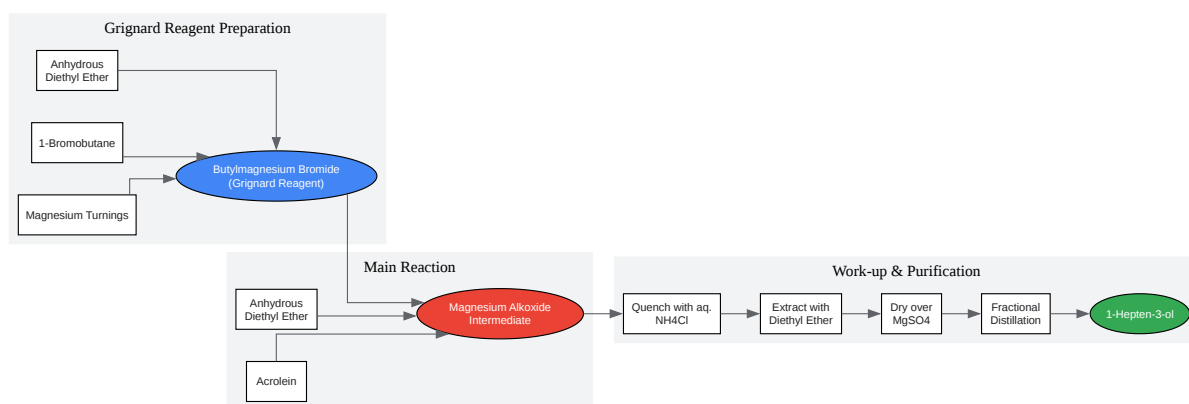 Grignard Reagent Preparation
Anhydrous
Diethyl Ether
1-Bromobutane
Butylmagnesium Bromide
(Grignard Reagent)
Magnesium Turnings
Main Reaction
Anhydrous
Diethyl Ether
Magnesium Alkoxide
Intermediate
Acrolein
Work-up & Purification
Quench with aq.
NH4Cl
Extract with
Diethyl Ether
Dry over
MgSO4
Fractional
Distillation
1-Hepten-3-ol